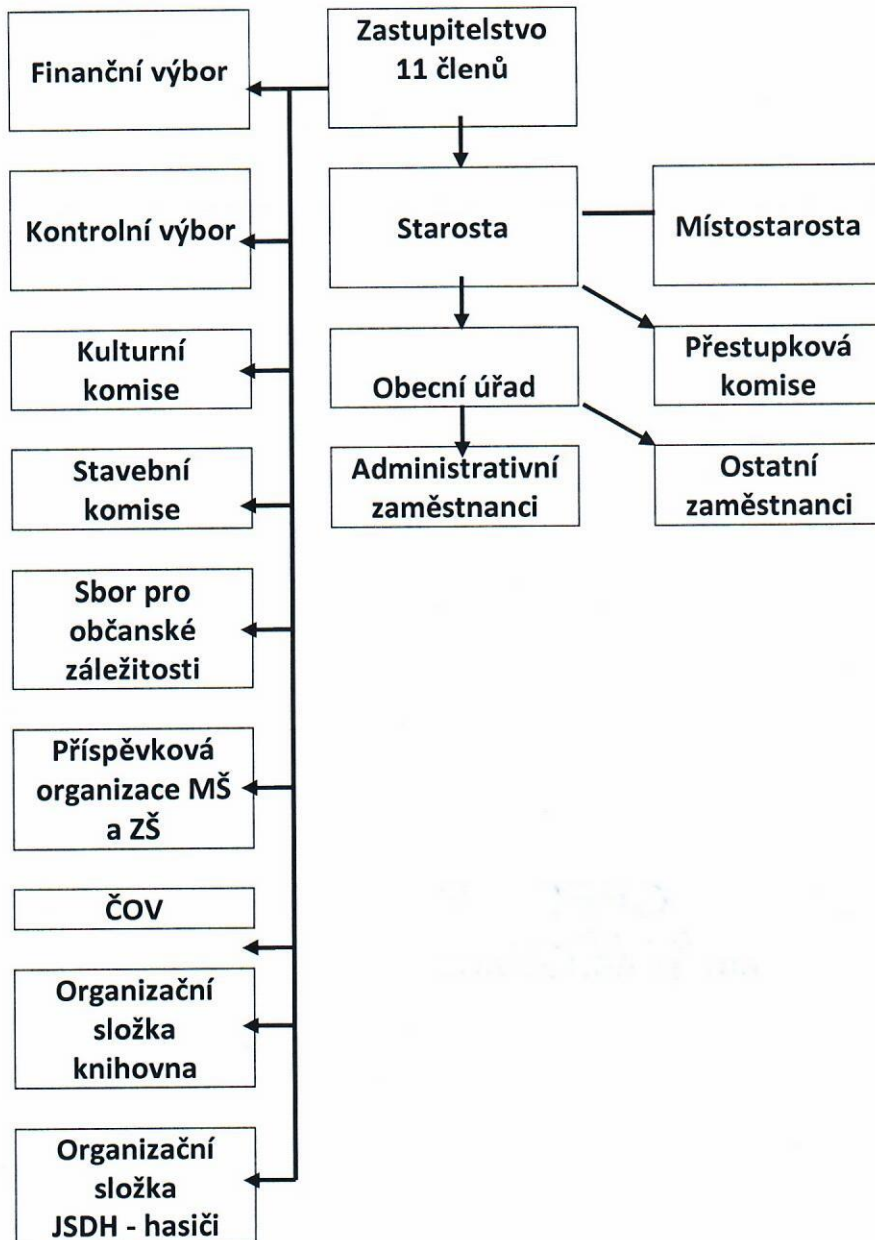 Zastupitelstvo
11 členů
Finanční výbor
Kontrolní výbor
Starosta
Místostarosta
Kulturní
komise
Obecní úřad
Přestupková
komise
Stavební
komise
Administrativní
zaměstnanci
Ostatní
zaměstnanci
Sbor pro
občanské
záležitosti
Příspěvková
organizace MŠ
a ZŠ
ČOV
Organizační
složka
knihovna
Organizační
složka
JSDH - hasiči